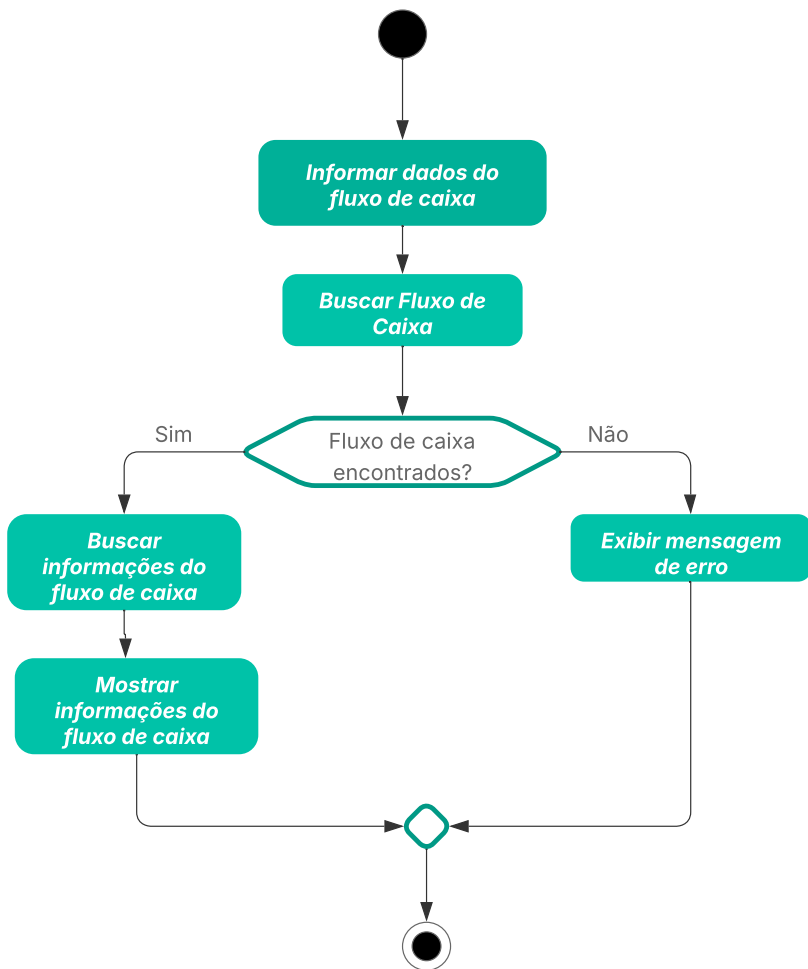 Informar dados do
fluxo de caixa
Buscar Fluxo de
Caixa
Sim
Não
Fluxo de caixa
encontrados?
Buscar
informações do
fluxo de caixa
Exibir mensagem
de erro
Mostrar
informações do
fluxo de caixa